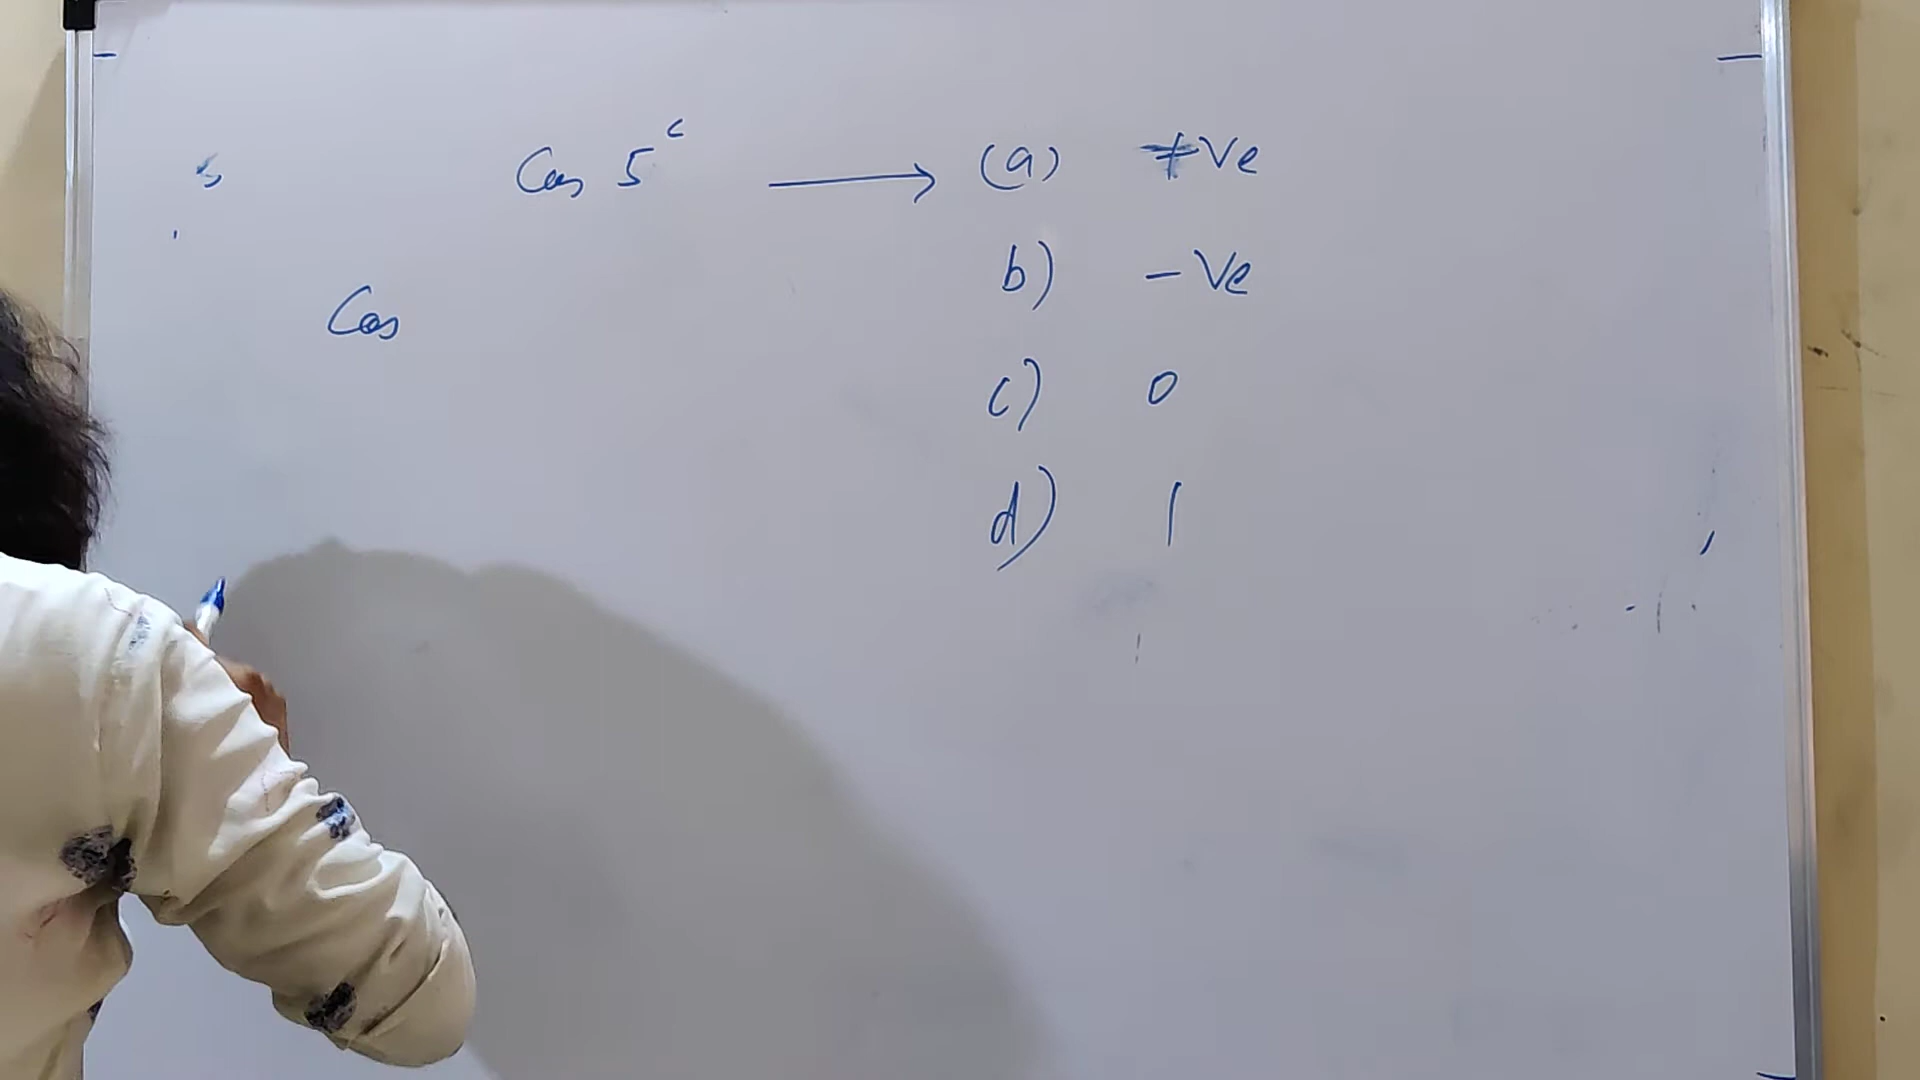 Cos 5ᶜ → (a) +Ve
b) -Ve
Cos
c) 0
d) 1